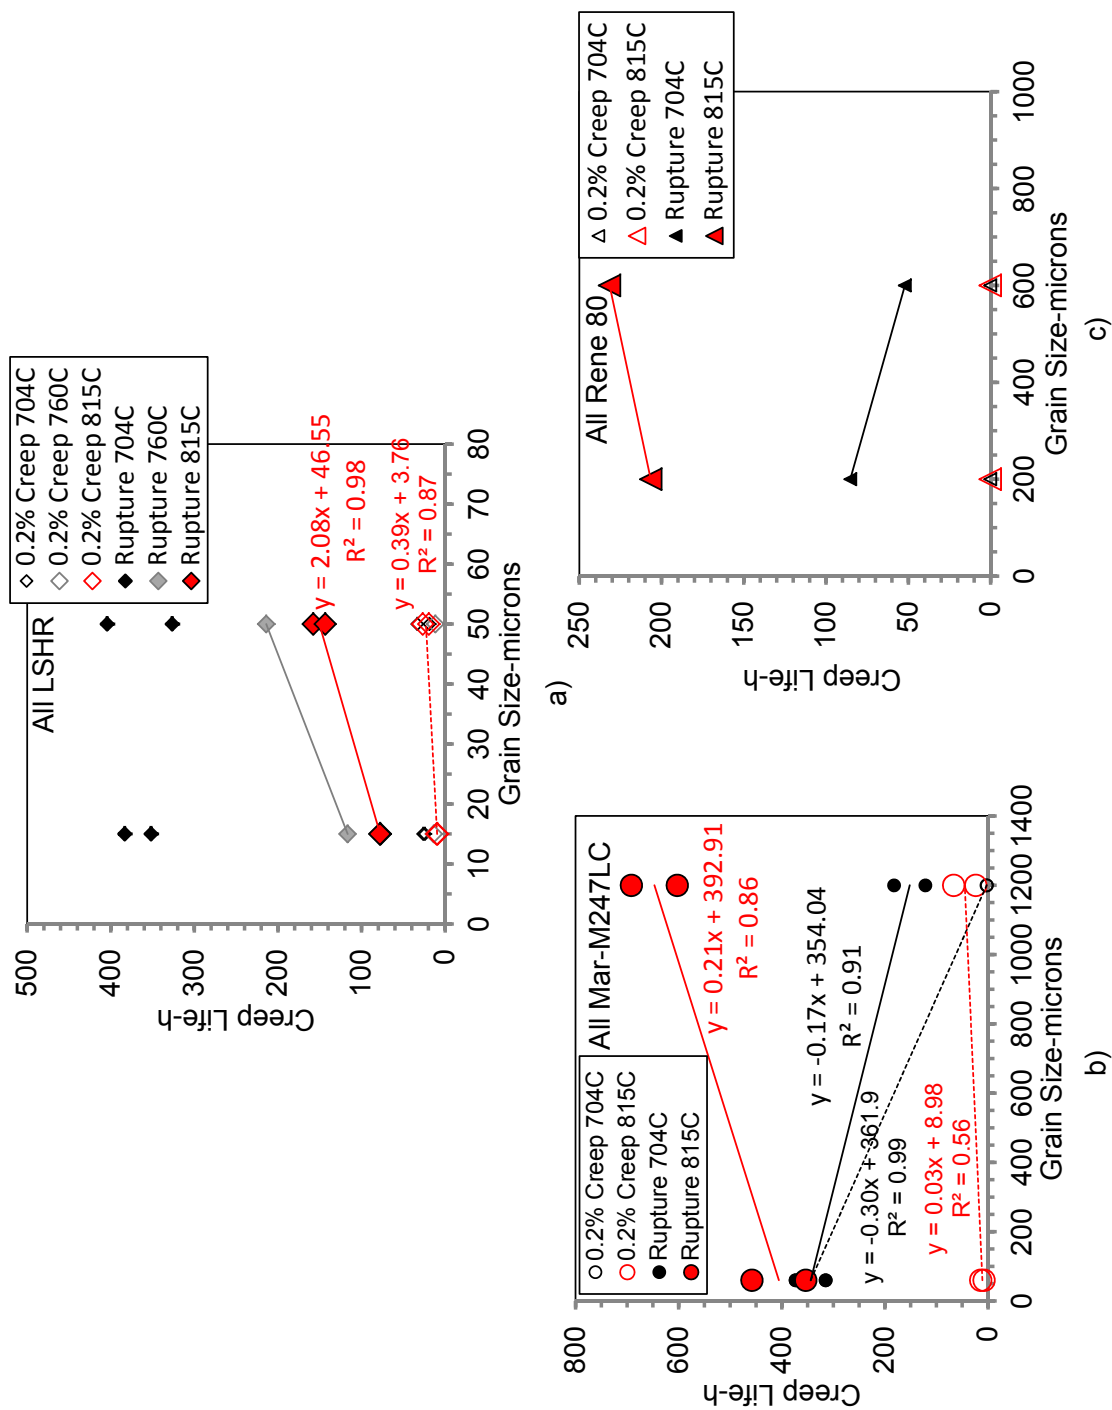 All LSHR
0.2% Creep 704C
0.2% Creep 760C
0.2% Creep 815C
Rupture 704C
Rupture 760C
Rupture 815C
500
400
300
200
100
0
Creep Life-h
y = 2.08x + 46.55
R² = 0.98
y = 0.39x + 3.76
R² = 0.87
0 10 20 30 40 50 60 70 80
Grain Size-microns
a)
All Mar-M247LC
0.2% Creep 704C
0.2% Creep 815C
Rupture 704C
Rupture 815C
800
600
400
200
0
Creep Life-h
y = 0.21x + 392.91
R² = 0.86
y = -0.17x + 354.04
R² = 0.91
y = -0.30x + 361.9
R² = 0.99
y = 0.03x + 8.98
R² = 0.56
0 200 400 600 800 1000 1200 1400
Grain Size-microns
b)
All Rene 80
0.2% Creep 704C
0.2% Creep 815C
Rupture 704C
Rupture 815C
250
200
150
100
50
0
Creep Life-h
0 200 400 600 800 1000
Grain Size-microns
c)